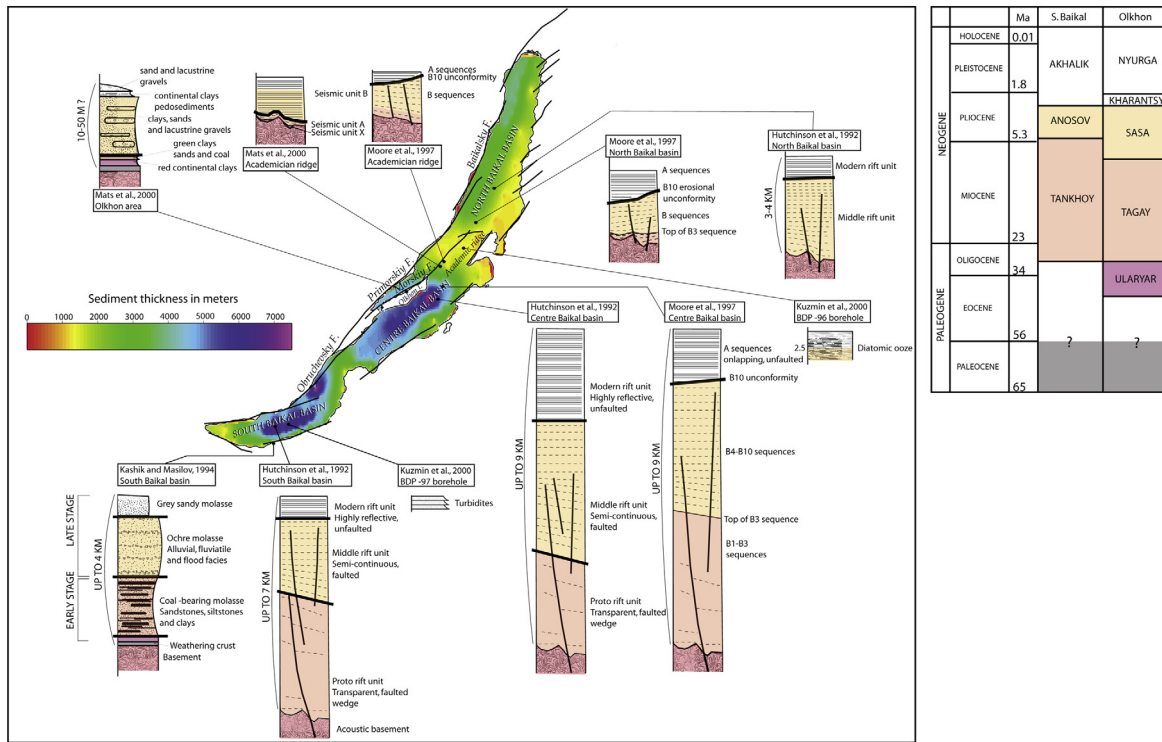 sand and lacustrine
gravels
continental clays
pedosediments
clays, sands
and lacustrine gravels
green clays
sands and coal
red continental clays
10-50 M ?
Mats et al., 2000
Olkhon area
Seismic unit B
Seismic unit A
Seismic unit X
Mats et al., 2000
Academician ridge
A sequences
B10 unconformity
B sequences
Moore et al., 1997
Academician ridge
Moore et al., 1997
North Baikal basin
A sequences
B10 erosional
unconformity
B sequences
Top of B3 sequence
Hutchinson et al., 1992
North Baikal basin
Modern rift unit
3-4 KM
Middle rift unit
Baikalsky F.
NORTH BAIKAL BASIN
Academic. ridge
Primorskiy F.
Morskiy F.
CENTRE BAIKAL BASIN
Obruchevsky F.
SOUTH BAIKAL BASIN
Sediment thickness in meters
0 1000 2000 3000 4000 5000 6000 7000
Hutchinson et al., 1992
Centre Baikal basin
Modern rift unit
Highly reflective,
unfaulted
UP TO 9 KM
Middle rift unit
Semi-continuous,
faulted
Proto rift unit
Transparent, faulted
wedge
Moore et al., 1997
Centre Baikal basin
A sequences
onlapping, unfaulted
B10 unconformity
UP TO 9 KM
B4-B10 sequences
Top of B3 sequence
B1-B3
sequences
Kuzmin et al., 2000
BDP -96 borehole
2.5
Diatomic ooze
Kashik and Masilov, 1994
South Baikal basin
Grey sandy molasse
LATE STAGE
UP TO 4 KM
Ochre molasse
Alluvial, fluviatile
and flood facies
EARLY STAGE
Coal -bearing molasse
Sandstones, siltstones
and clays
Weathering crust
Basement
Hutchinson et al., 1992
South Baikal basin
Modern rift unit
Highly reflective,
unfaulted
UP TO 7 KM
Middle rift unit
Semi-continuous,
faulted
Proto rift unit
Transparent, faulted
wedge
Acoustic basement
Kuzmin et al., 2000
BDP -97 borehole
Turbidites
Ma S. Baikal Olkhon
NEOGENE
HOLOCENE 0.01
PLEISTOCENE 1.8
AKHALIK NYURGA
KHARANTSY
PLIOCENE 5.3
ANOSOV SASA
MIOCENE 23
TANKHOY TAGAY
PALEOGENE
OLIGOCENE 34
ULARYAR
EOCENE 56
? ?
PALEOCENE 65